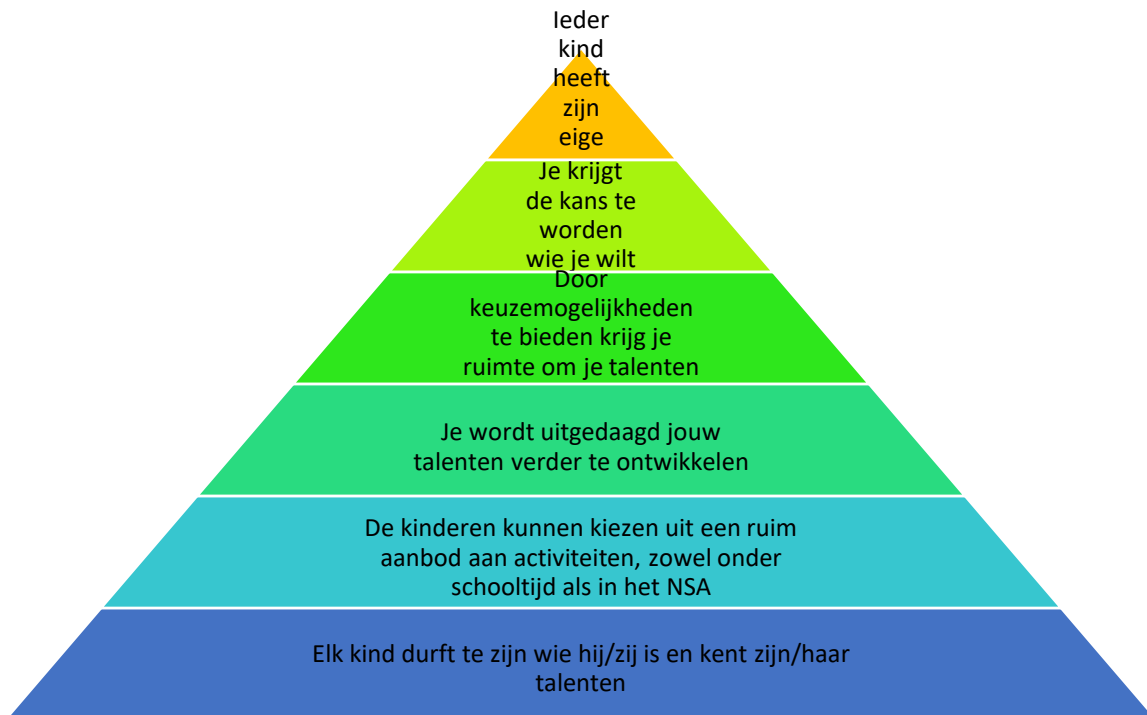 Ieder
kind
heeft
zijn
eige
Je krijgt
de kans te
worden
wie je wilt
Door
keuzemogelijkheden
te bieden krijg je
ruimte om je talenten
Je wordt uitgedaagd jouw
talenten verder te ontwikkelen
De kinderen kunnen kiezen uit een ruim
aanbod aan activiteiten, zowel onder
schooltijd als in het NSA
Elk kind durft te zijn wie hij/zij is en kent zijn/haar
talenten